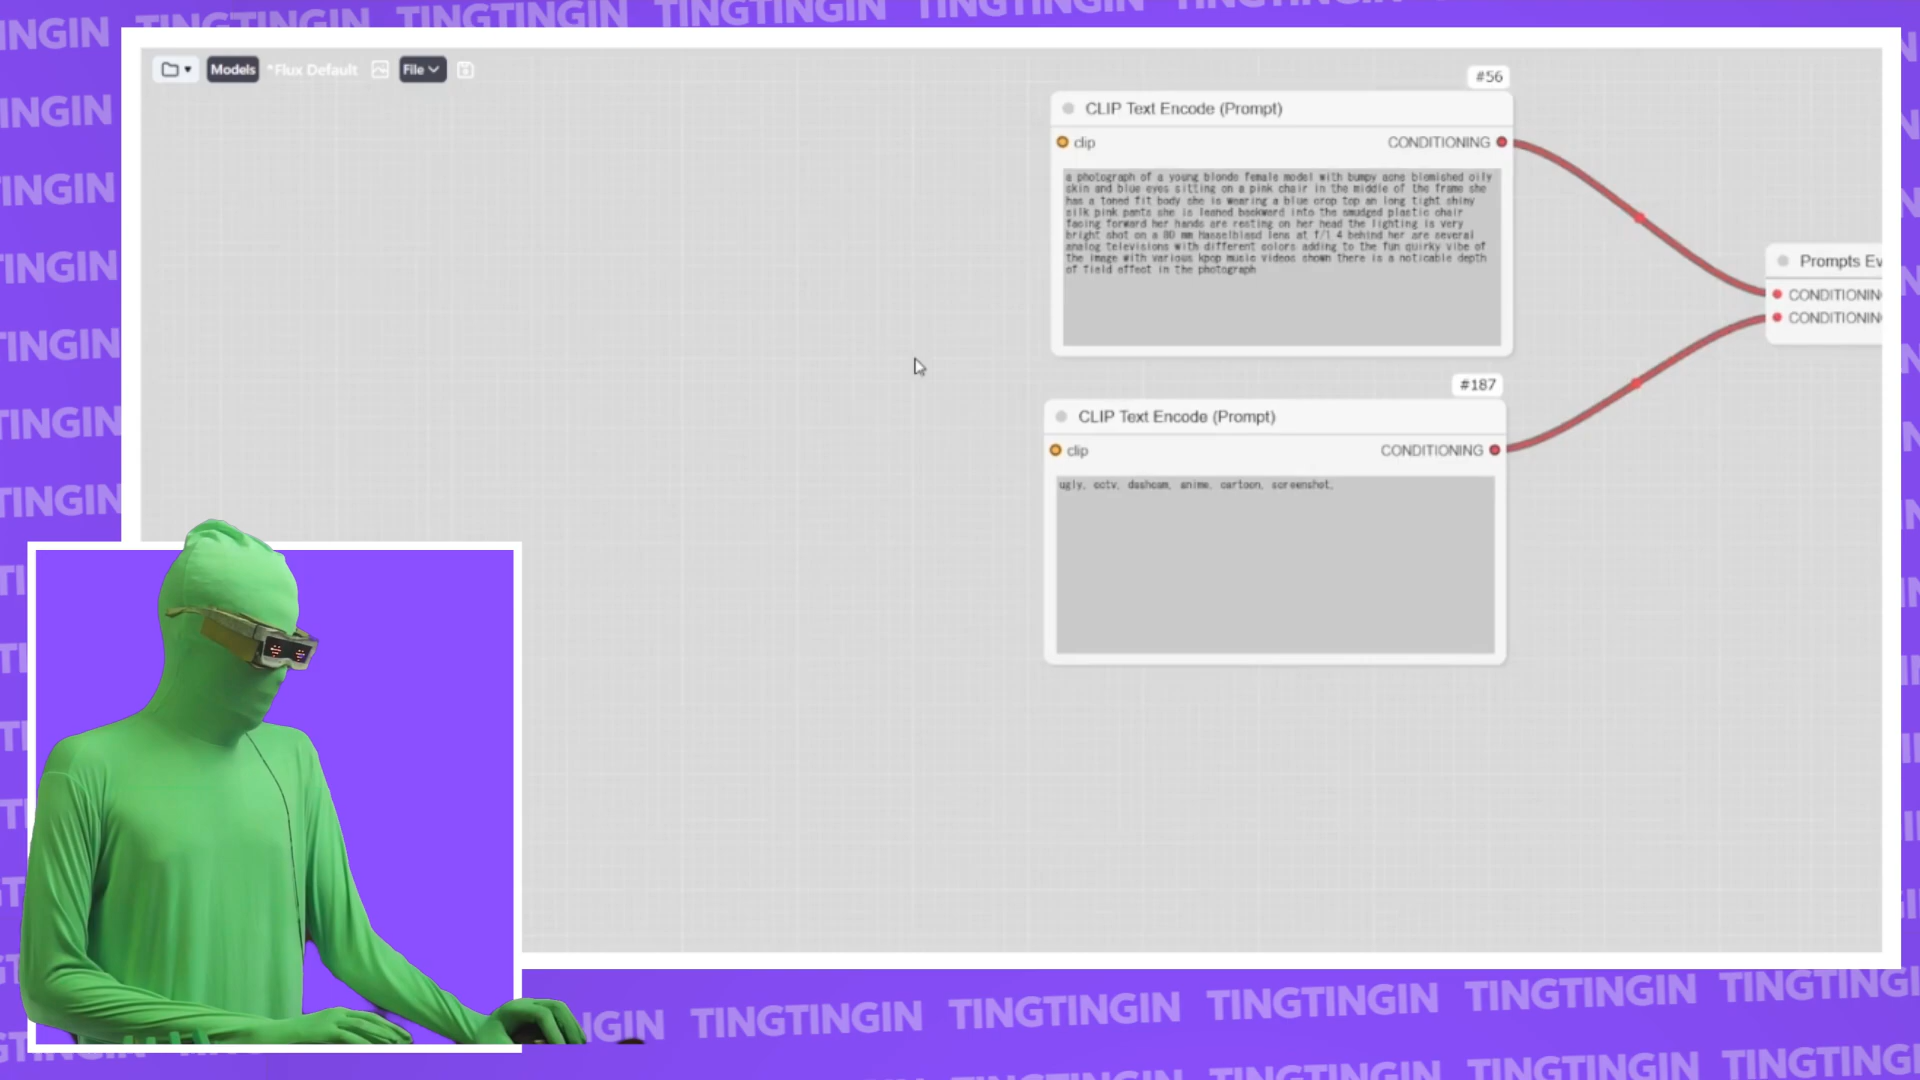 TINGTINGIN TINGTINGIN TINGTINGIN TINGTINGIN
Models *Flux Default File
#56
CLIP Text Encode (Prompt)
clip CONDITIONING
a photograph of a young blonde female model with bumpy acne blemished oily
skin and blue eyes sitting on a pink chair in the middle of the frame she
has a toned fit body she is wearing a blue crop top an long tight shiny
silk pink pants she is leaned backward into the smudged plastic chair
facing forward her hands are resting on her head the lighting is very
bright shot on a 80 mm Hasselblasd lens at f/1.4 behind her are several
analog televisions with different colors adding to the fun quirky vibe of
the image with various kpop music videos shown there is a noticable depth
of field effect in the photograph
Prompts Ev
CONDITIONIN
CONDITIONIN
#187
CLIP Text Encode (Prompt)
clip CONDITIONING
ugly, cctv, dashcam, anime, cartoon, screenshot,
TINGTINGIN TINGTINGIN TINGTINGIN TINGTINGIN